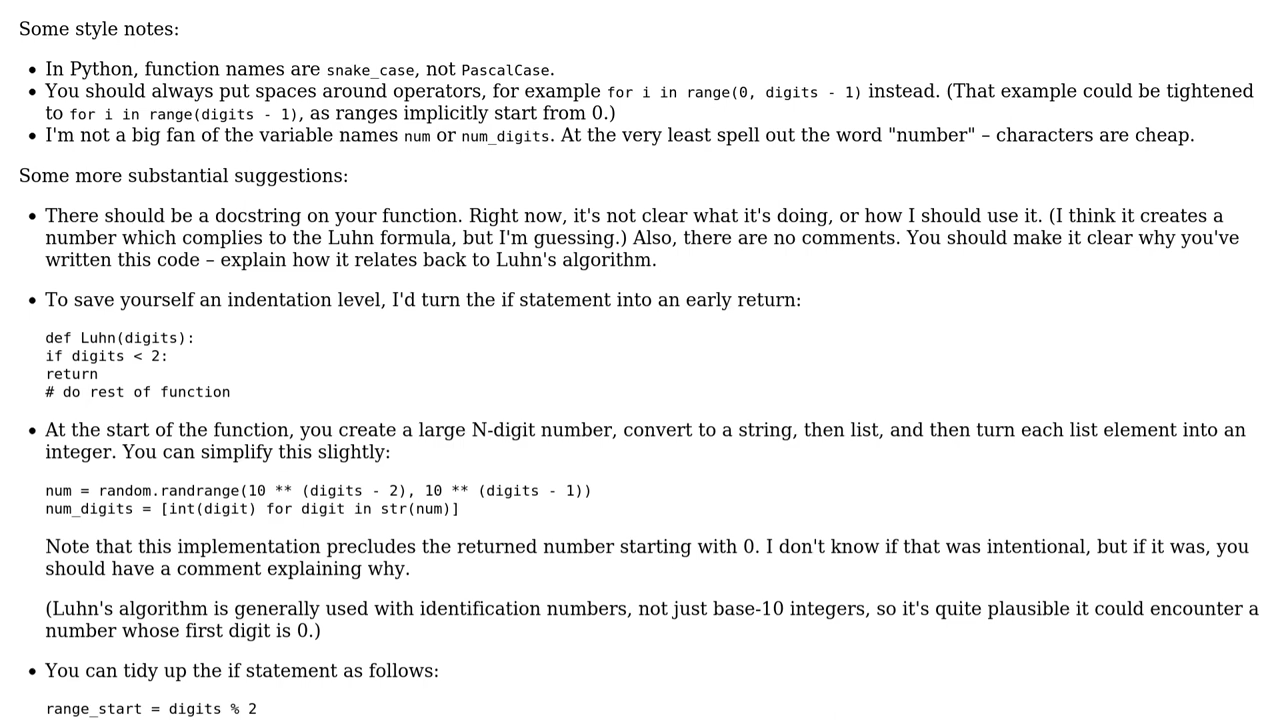 Some style notes:
In Python, function names are snake_case, not PascalCase.
You should always put spaces around operators, for example for i in range(0, digits - 1) instead. (That example could be tightened
to for i in range(digits - 1), as ranges implicitly start from 0.)
I'm not a big fan of the variable names num or num_digits. At the very least spell out the word "number" – characters are cheap.
Some more substantial suggestions:
There should be a docstring on your function. Right now, it's not clear what it's doing, or how I should use it. (I think it creates a
number which complies to the Luhn formula, but I'm guessing.) Also, there are no comments. You should make it clear why you've
written this code – explain how it relates back to Luhn's algorithm.
To save yourself an indentation level, I'd turn the if statement into an early return:
def Luhn(digits):
if digits < 2:
return
# do rest of function
At the start of the function, you create a large N-digit number, convert to a string, then list, and then turn each list element into an
integer. You can simplify this slightly:
num = random.randrange(10 ** (digits - 2), 10 ** (digits - 1))
num_digits = [int(digit) for digit in str(num)]
Note that this implementation precludes the returned number starting with 0. I don't know if that was intentional, but if it was, you
should have a comment explaining why.
(Luhn's algorithm is generally used with identification numbers, not just base-10 integers, so it's quite plausible it could encounter a
number whose first digit is 0.)
You can tidy up the if statement as follows:
range_start = digits % 2